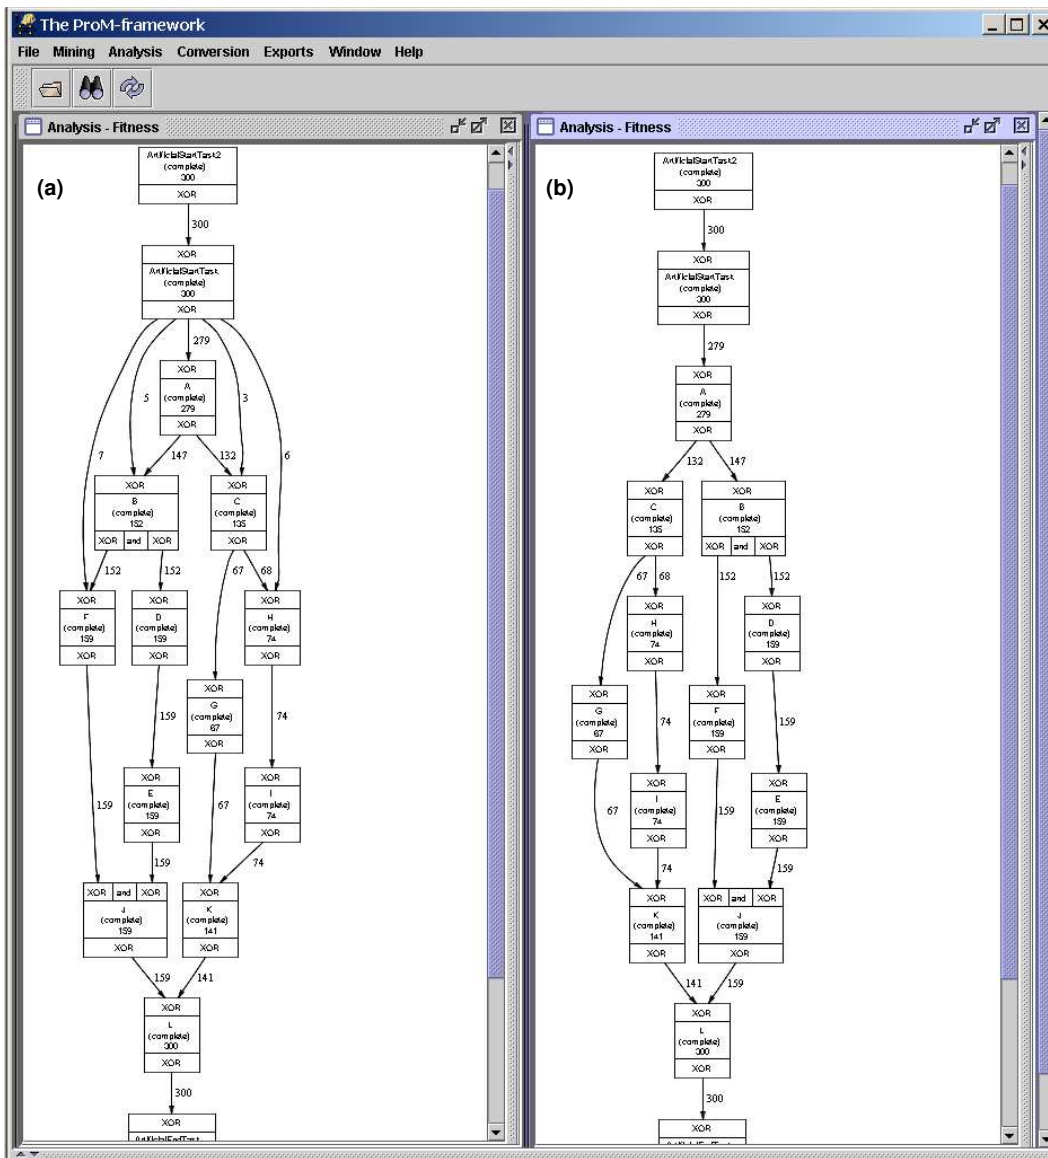 The ProM-framework
File Mining Analysis Conversion Exports Window Help
Analysis - Fitness
(a)
ArtificialStartTask2
(complete)
300
XOR
300
XOR
ArtificialStartTask
(complete)
300
XOR
279
XOR
A
(complete)
279
XOR
7
5
3
6
147
132
XOR
B
(complete)
152
XOR and XOR
XOR
C
(complete)
135
XOR
152
152
67
68
XOR
F
(complete)
159
XOR
XOR
D
(complete)
159
XOR
XOR
H
(complete)
74
XOR
XOR
G
(complete)
67
XOR
159
74
XOR
E
(complete)
159
XOR
XOR
I
(complete)
74
XOR
159
67
159
74
XOR and XOR
J
(complete)
159
XOR
XOR
K
(complete)
141
XOR
159
141
XOR
L
(complete)
300
XOR
300
XOR
ArtificialEndTask
Analysis - Fitness
(b)
ArtificialStartTask2
(complete)
300
XOR
300
XOR
ArtificialStartTask
(complete)
300
XOR
279
XOR
A
(complete)
279
XOR
132
147
XOR
C
(complete)
135
XOR
XOR
B
(complete)
152
XOR and XOR
67
68
152
152
XOR
H
(complete)
74
XOR
XOR
D
(complete)
159
XOR
XOR
G
(complete)
67
XOR
XOR
F
(complete)
159
XOR
74
159
XOR
I
(complete)
74
XOR
XOR
E
(complete)
159
XOR
67
159
74
159
XOR
K
(complete)
141
XOR
XOR and XOR
J
(complete)
159
XOR
141
159
XOR
L
(complete)
300
XOR
300
XOR